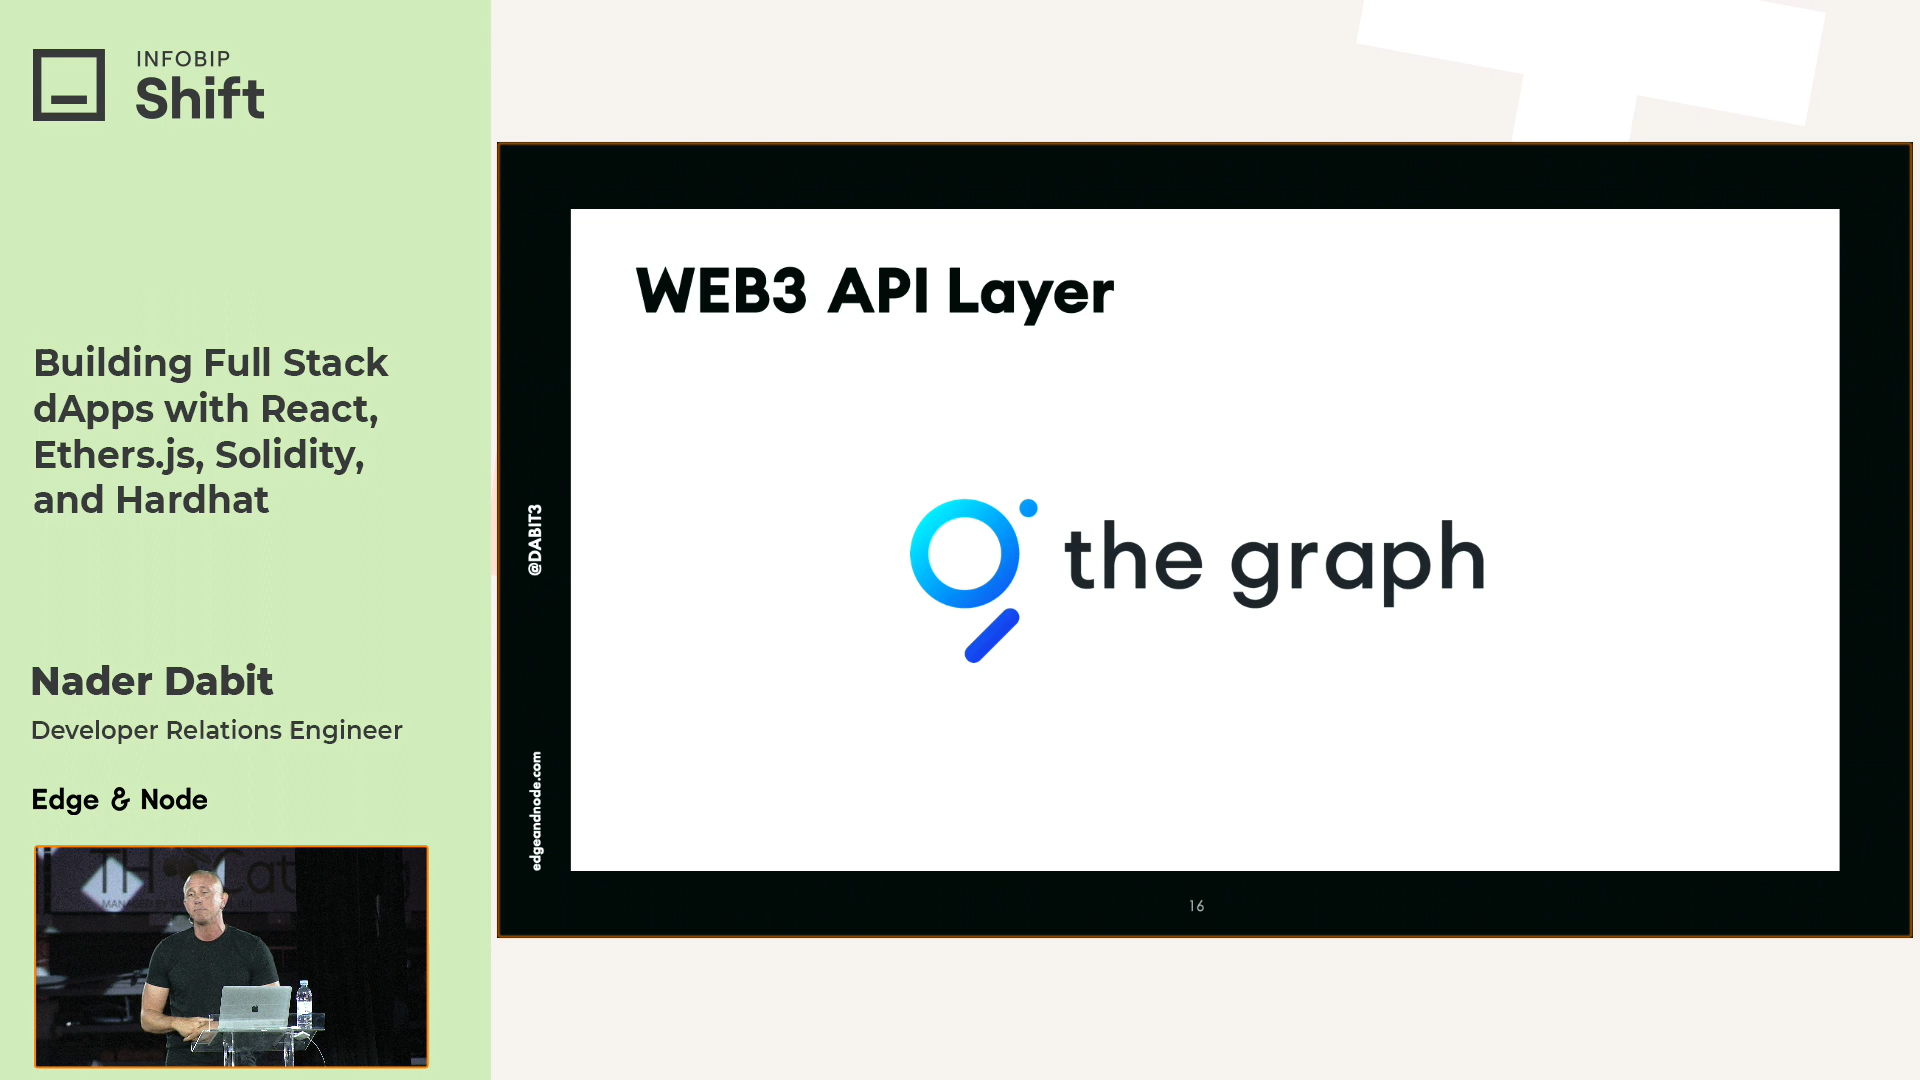 INFOBIP
Shift
Building Full Stack
dApps with React,
Ethers.js, Solidity,
and Hardhat
Nader Dabit
Developer Relations Engineer
Edge & Node
WEB3 API Layer
the graph
@DABIT3
edgeandnode.com
16